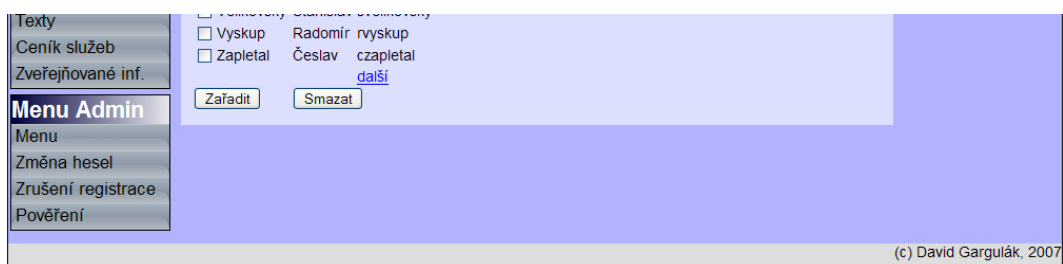 Texty
Ceník služeb
Zveřejňované inf.
Menu Admin
Menu
Změna hesel
Zrušení registrace
Pověření
Vyskup Radomír rvyskup
Zapletal Česlav czapletal
další
Zařadit Smazat
(c) David Gargulák, 2007